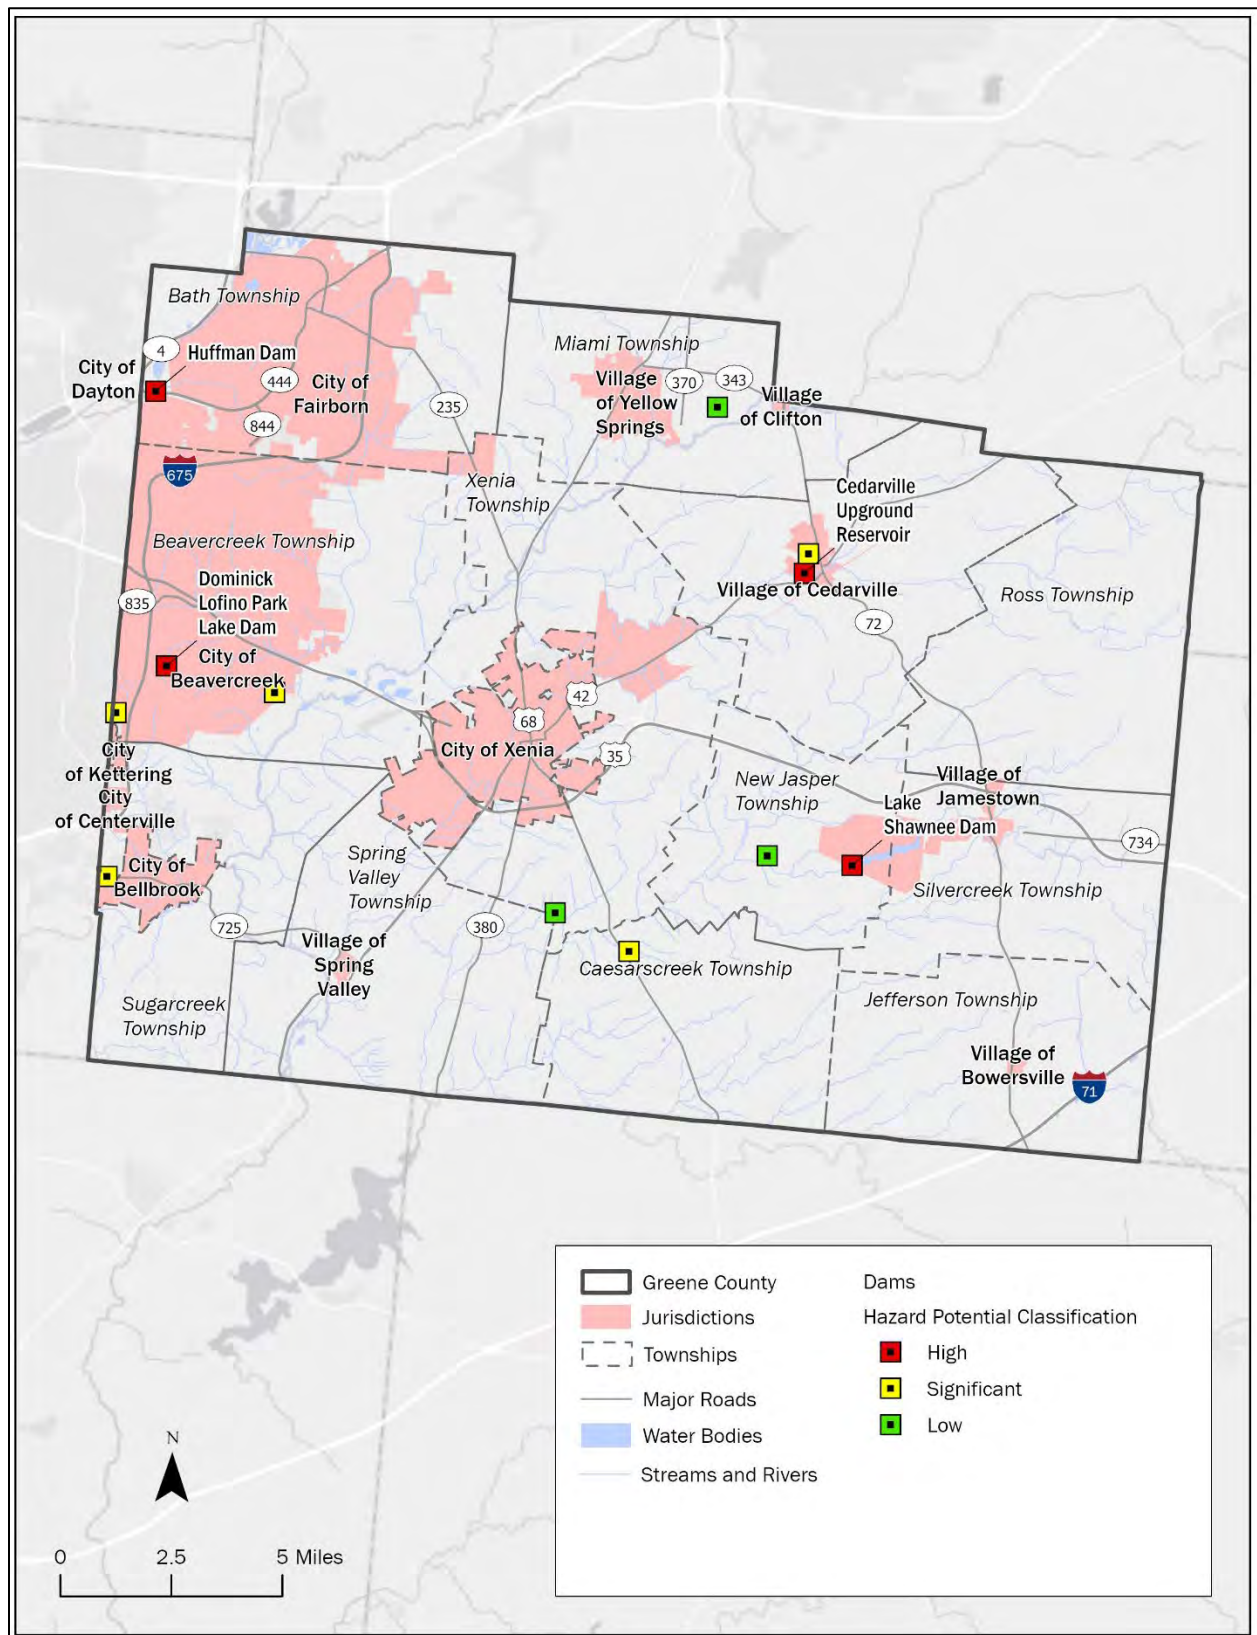 Bath Township
4
Huffman Dam
City of
Dayton
444
City of
Fairborn
844
235
Miami Township
Village
of Yellow
Springs
370
343
Village
of Clifton
675
Xenia
Township
Cedarville
Upground
Reservoir
Beavercreek Township
Village of Cedarville
Ross Township
Dominick
Lofino Park
Lake Dam
835
72
City of
Beavercreek
42
68
City of Xenia
35
City
of Kettering
City
of Centerville
New Jasper
Township
Village of
Jamestown
Lake
Shawnee Dam
734
City of
Bellbrook
Spring
Valley
Township
Silvercreek Township
725
380
Village of
Spring
Valley
Caesarscreek Township
Jefferson Township
Sugarcreek
Township
Village of
Bowersville
71
Greene County
Jurisdictions
Townships
Major Roads
Water Bodies
Streams and Rivers
Dams
Hazard Potential Classification
High
Significant
Low
N
0 2.5 5 Miles